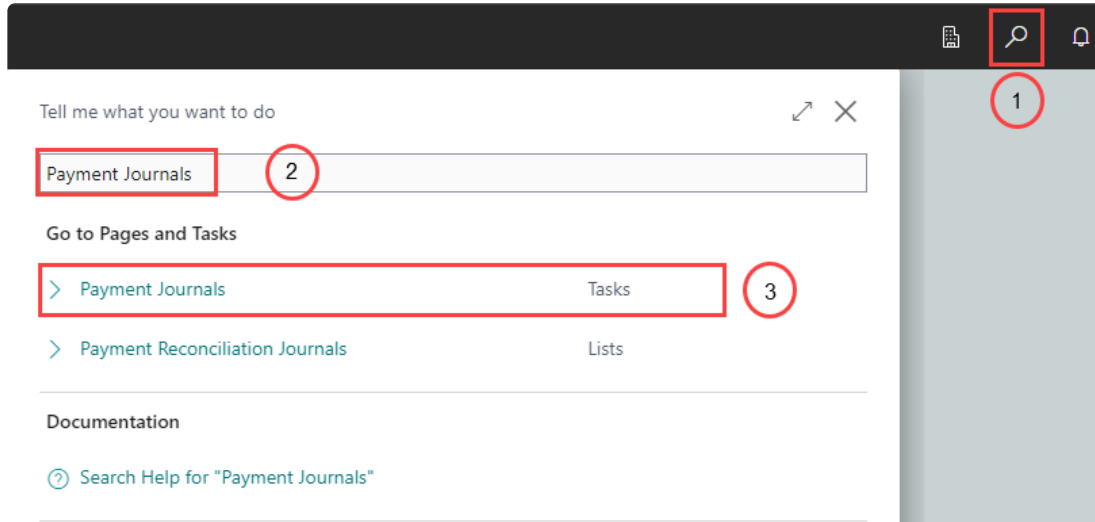 1
Tell me what you want to do
Payment Journals 2
Go to Pages and Tasks
Payment Journals Tasks 3
Payment Reconciliation Journals Lists
Documentation
? Search Help for "Payment Journals"